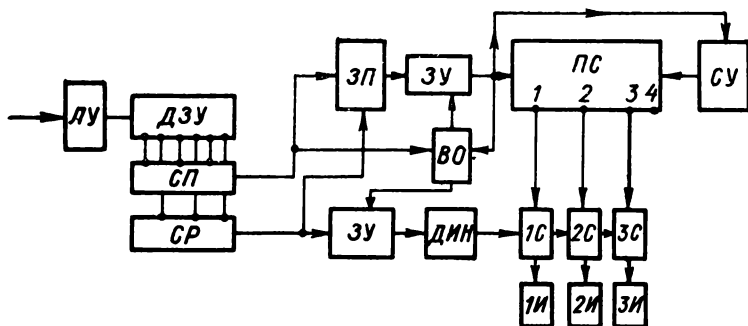 ЗП ЗУ ПС СУ
1 2 3 4
ЛУ ДЗУ
ВО
СП
СР ЗУ ДИН 1С 2С 3С
1И 2И 3И